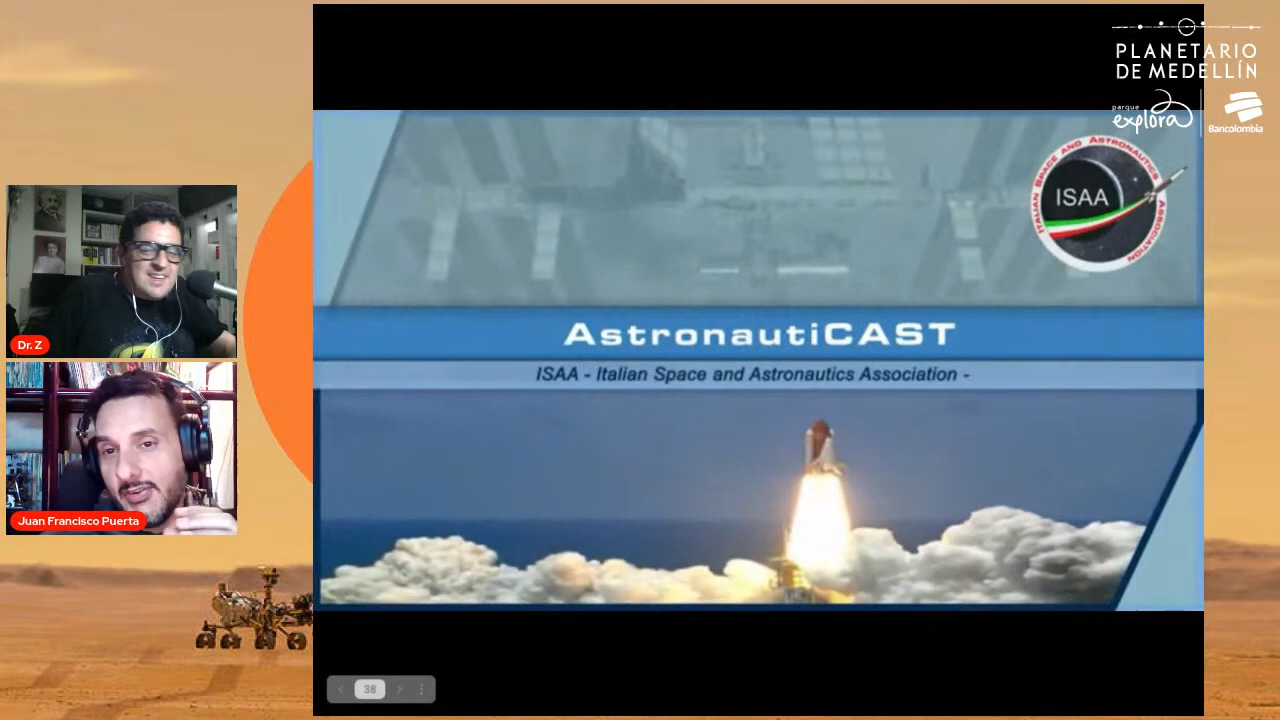 PLANETARIO
DE MEDELLÍN
parque
explora
Bancolombia
ITALIAN SPACE AND ASTRONAUTICS ASSOCIATION
ISAA
AstronautiCAST
ISAA - Italian Space and Astronautics Association -
Dr. Z
Juan Francisco Puerta
38